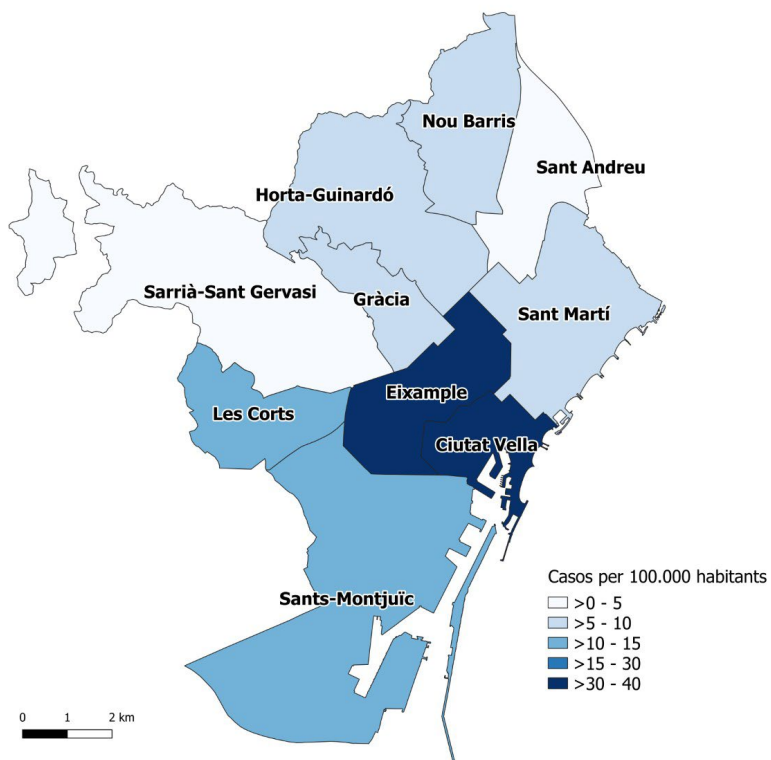 Nou Barris
Sant Andreu
Horta-Guinardó
Sarrià-Sant Gervasi
Gràcia
Sant Martí
Eixample
Les Corts
Ciutat Vella
Sants-Montjuïc
Casos per 100.000 habitants
>0 - 5
>5 - 10
>10 - 15
>15 - 30
>30 - 40
0 1 2 km